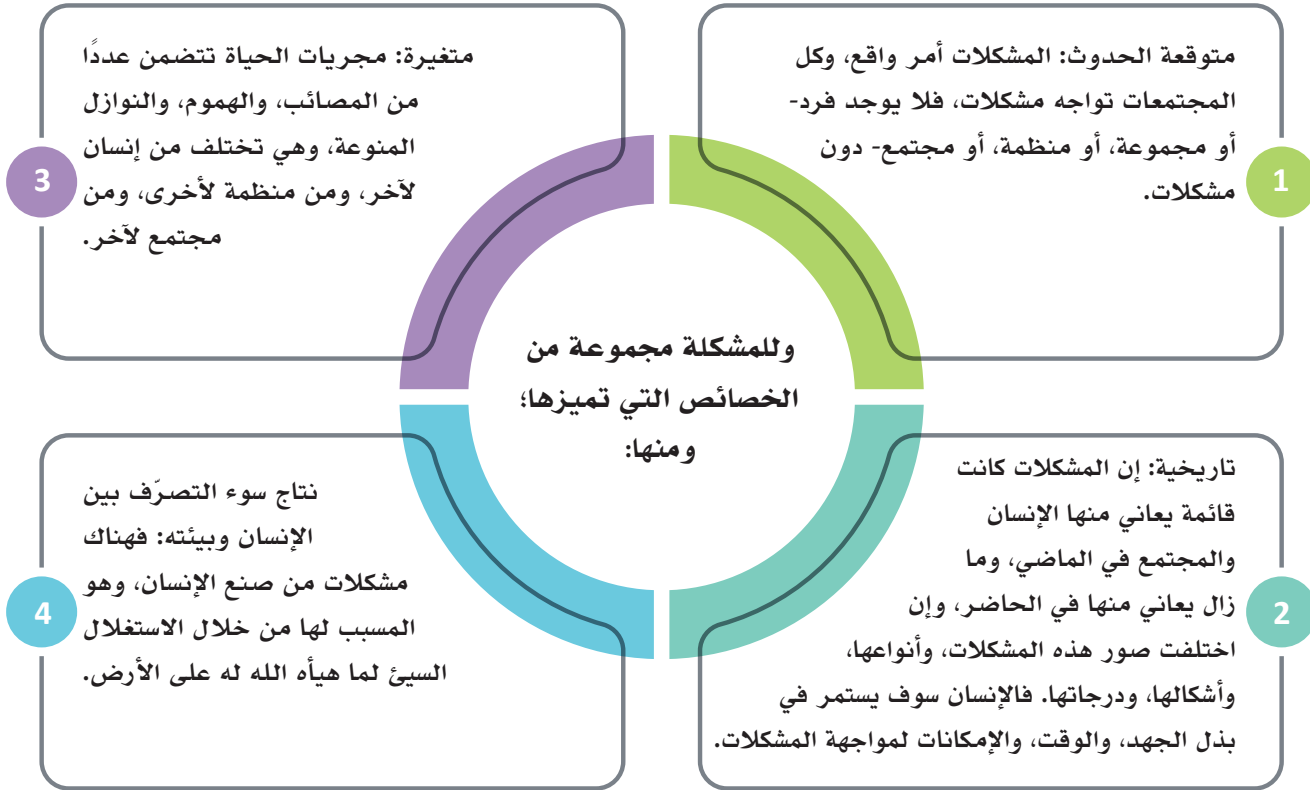 وللمشكلة مجموعة من
الخصائص التي تميزها؛
ومنها:
1
متوقعة الحدوث: المشكلات أمر واقع، وكل
المجتمعات تواجه مشكلات، فلا يوجد فرد-
أو مجموعة، أو منظمة، أو مجتمع- دون
مشكلات.
2
تاريخية: إن المشكلات كانت
قائمة يعاني منها الإنسان
والمجتمع في الماضي، وما
زال يعاني منها في الحاضر، وإن
اختلفت صور هذه المشكلات، وأنواعها،
وأشكالها، ودرجاتها. فالإنسان سوف يستمر في
بذل الجهد، والوقت، والإمكانات لمواجهة المشكلات.
3
متغيرة: مجريات الحياة تتضمن عددًا
من المصائب، والهموم، والنوازل
المنوعة، وهي تختلف من إنسان
لآخر، ومن منظمة لأخرى، ومن
مجتمع لآخر.
4
نتاج سوء التصرّف بين
الإنسان وبيئته: فهناك
مشكلات من صنع الإنسان، وهو
المسبب لها من خلال الاستغلال
السيئ لما هيأه الله له على الأرض.